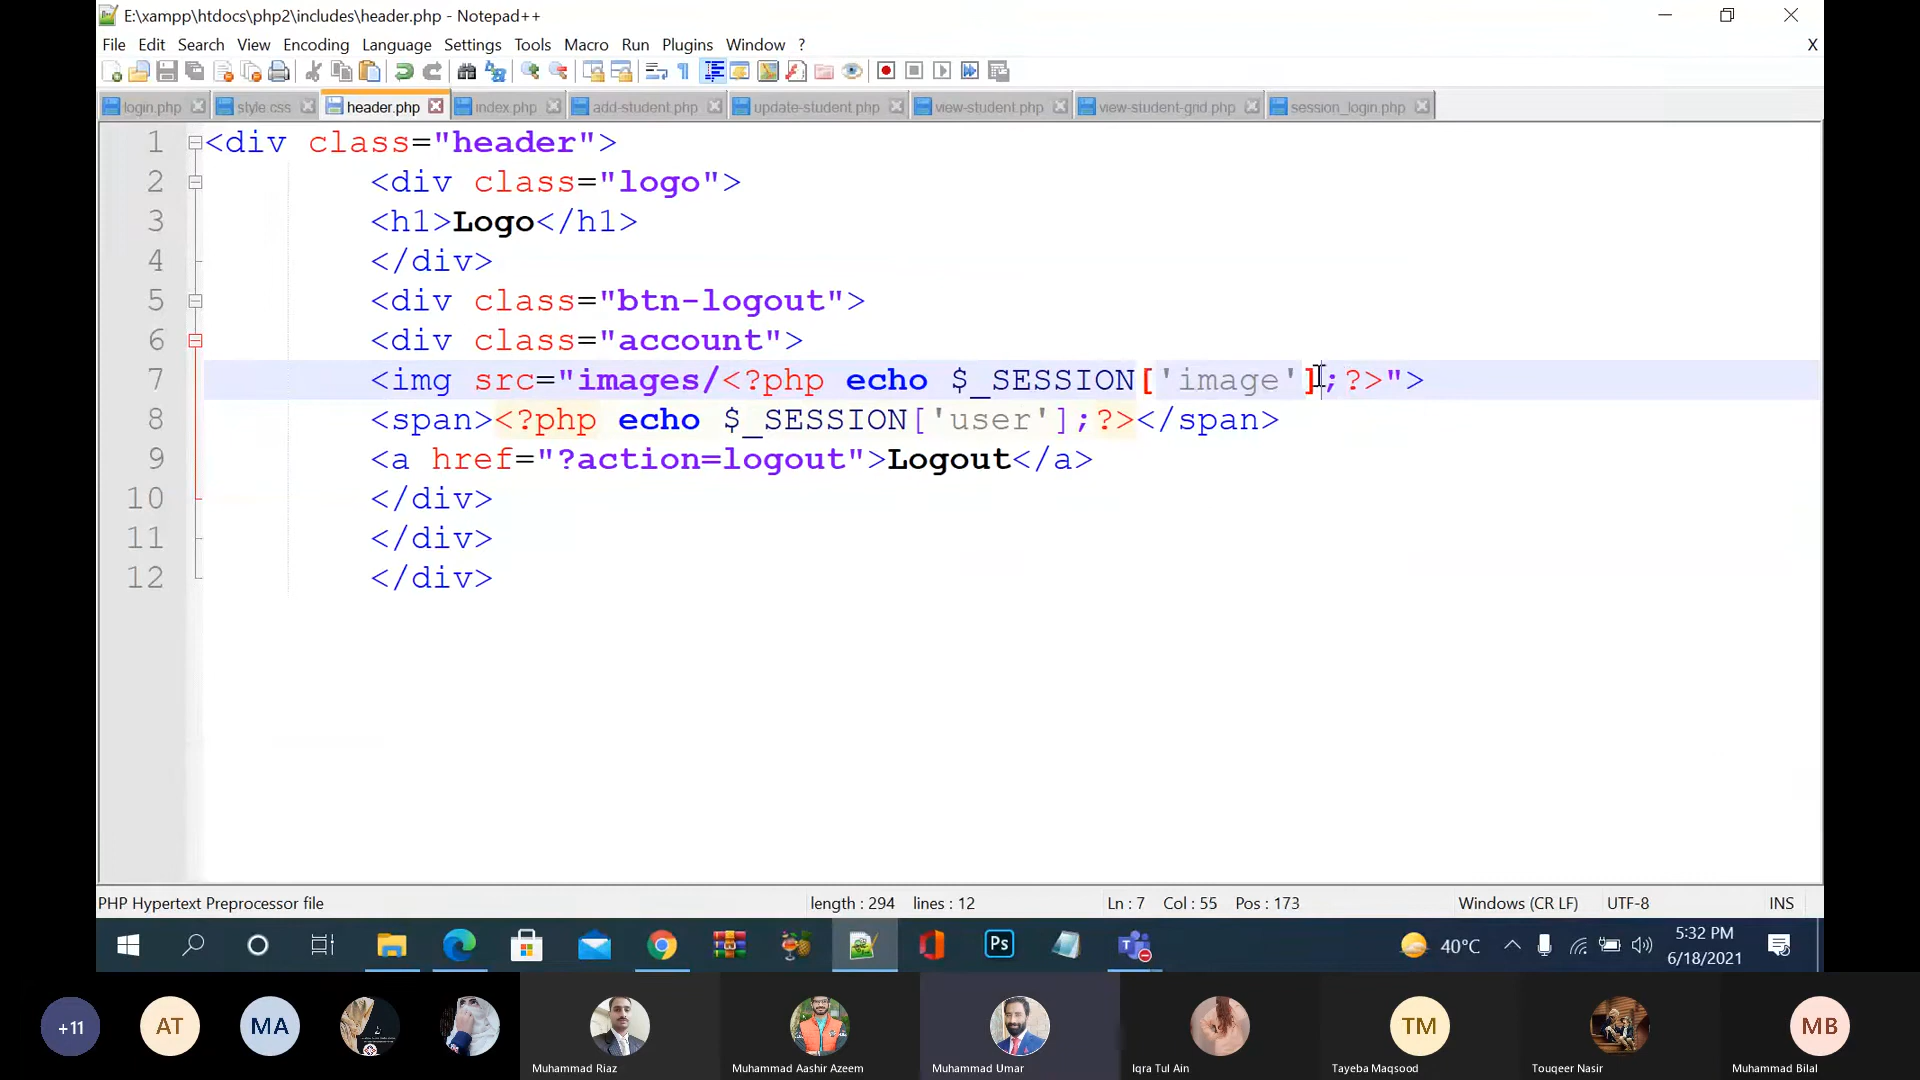 E:\xampp\htdocs\php2\includes\header.php - Notepad++
File Edit Search View Encoding Language Settings Tools Macro Run Plugins Window ? X
login.php style css header.php index.php add-student.php update-student.php view-student.php view-student-grid.php session_login.php
1 <div class="header">
2 <div class="logo">
3 <h1>Logo</h1>
4 </div>
5 <div class="btn-logout">
6 <div class="account">
7 <img src="images/<?php echo $_SESSION['image'];?>">
8 <span><?php echo $_SESSION['user'];?></span>
9 <a href="?action=logout">Logout</a>
10 </div>
11 </div>
12 </div>
PHP Hypertext Preprocessor file length : 294 lines : 12 Ln : 7 Col : 55 Pos : 173 Windows (CR LF) UTF-8 INS
Ps 40°C 5:32 PM
6/18/2021
+11 AT MA TM MB
Muhammad Riaz Muhammad Aashir Azeem Muhammad Umar Iqra Tul Ain Tayeba Maqsood Touqeer Nasir Muhammad Bilal